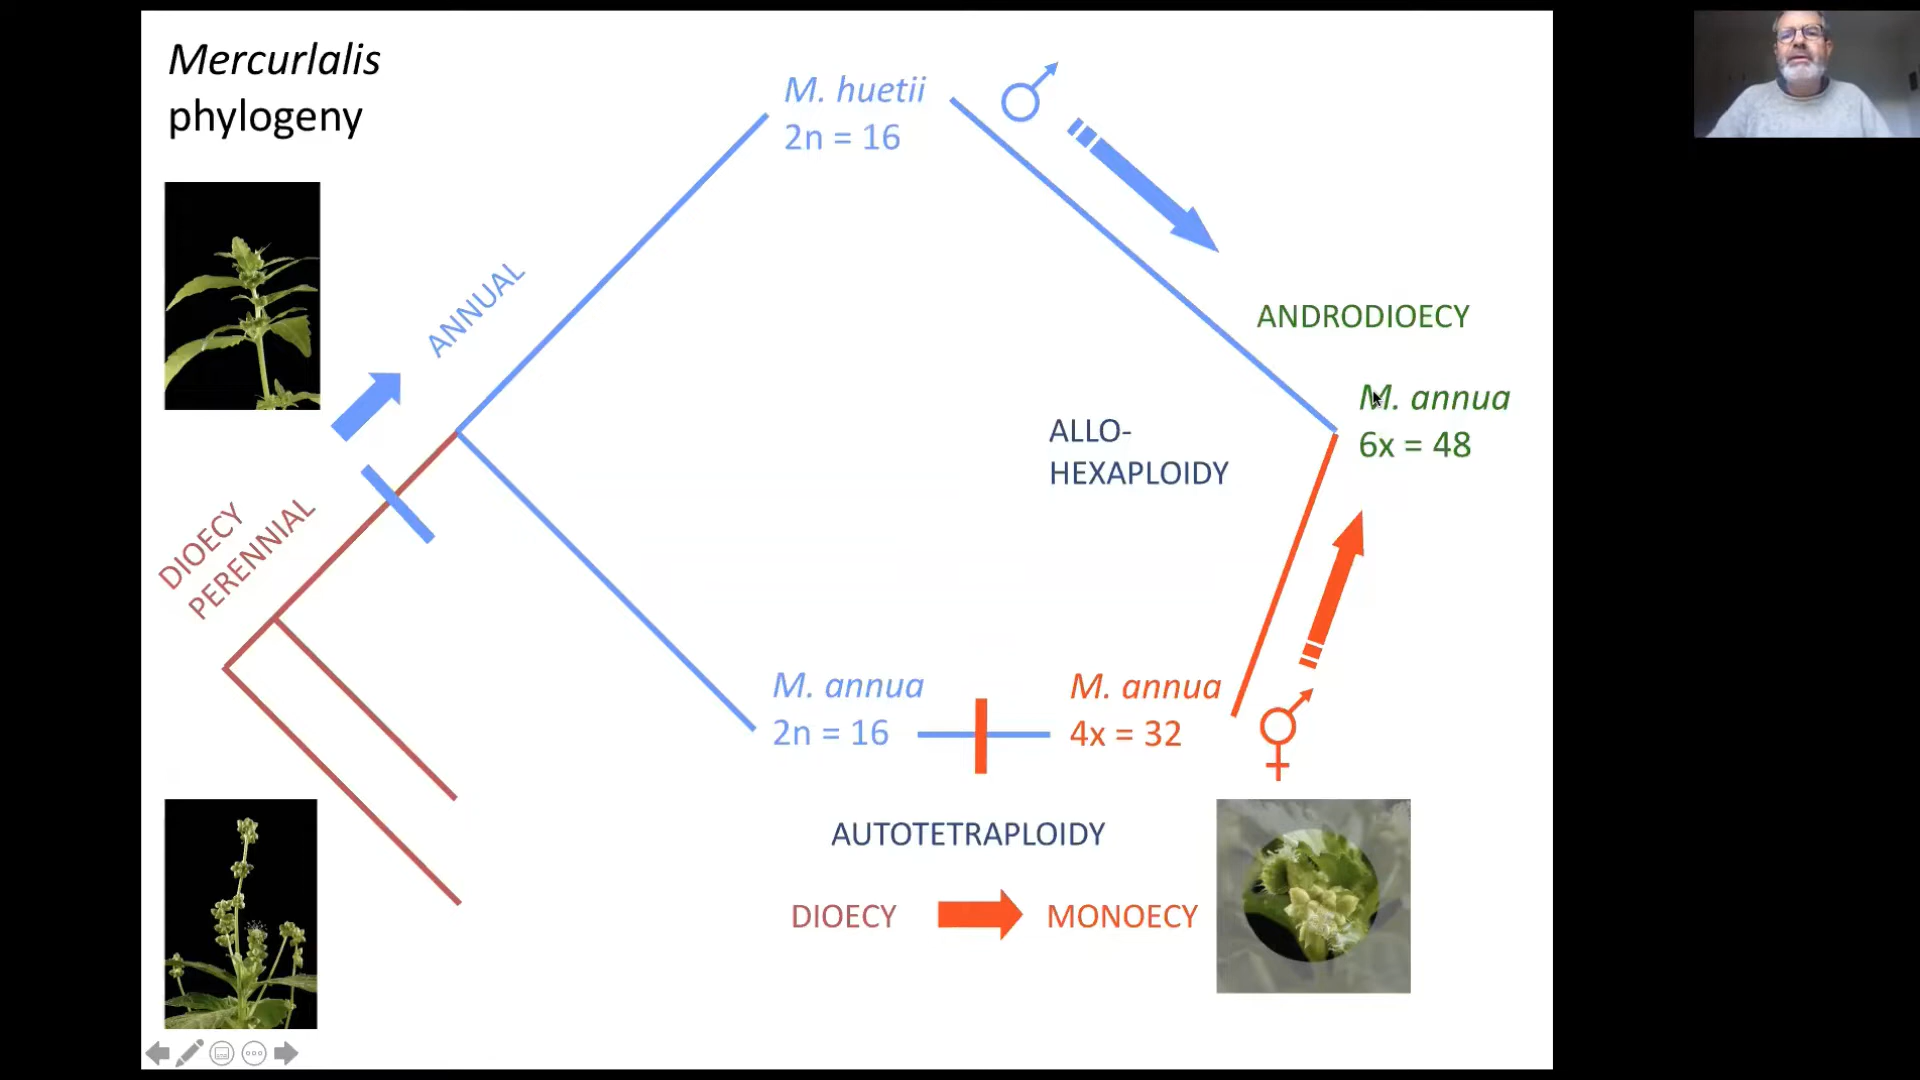 Mercurlalis
phylogeny
M. huetii
2n = 16
ANNUAL
ANDRODIOECY
M. annua
6x = 48
ALLO-
HEXAPLOIDY
DIOECY
PERENNIAL
M. annua
2n = 16
M. annua
4x = 32
AUTOTETRAPLOIDY
DIOECY
MONOECY